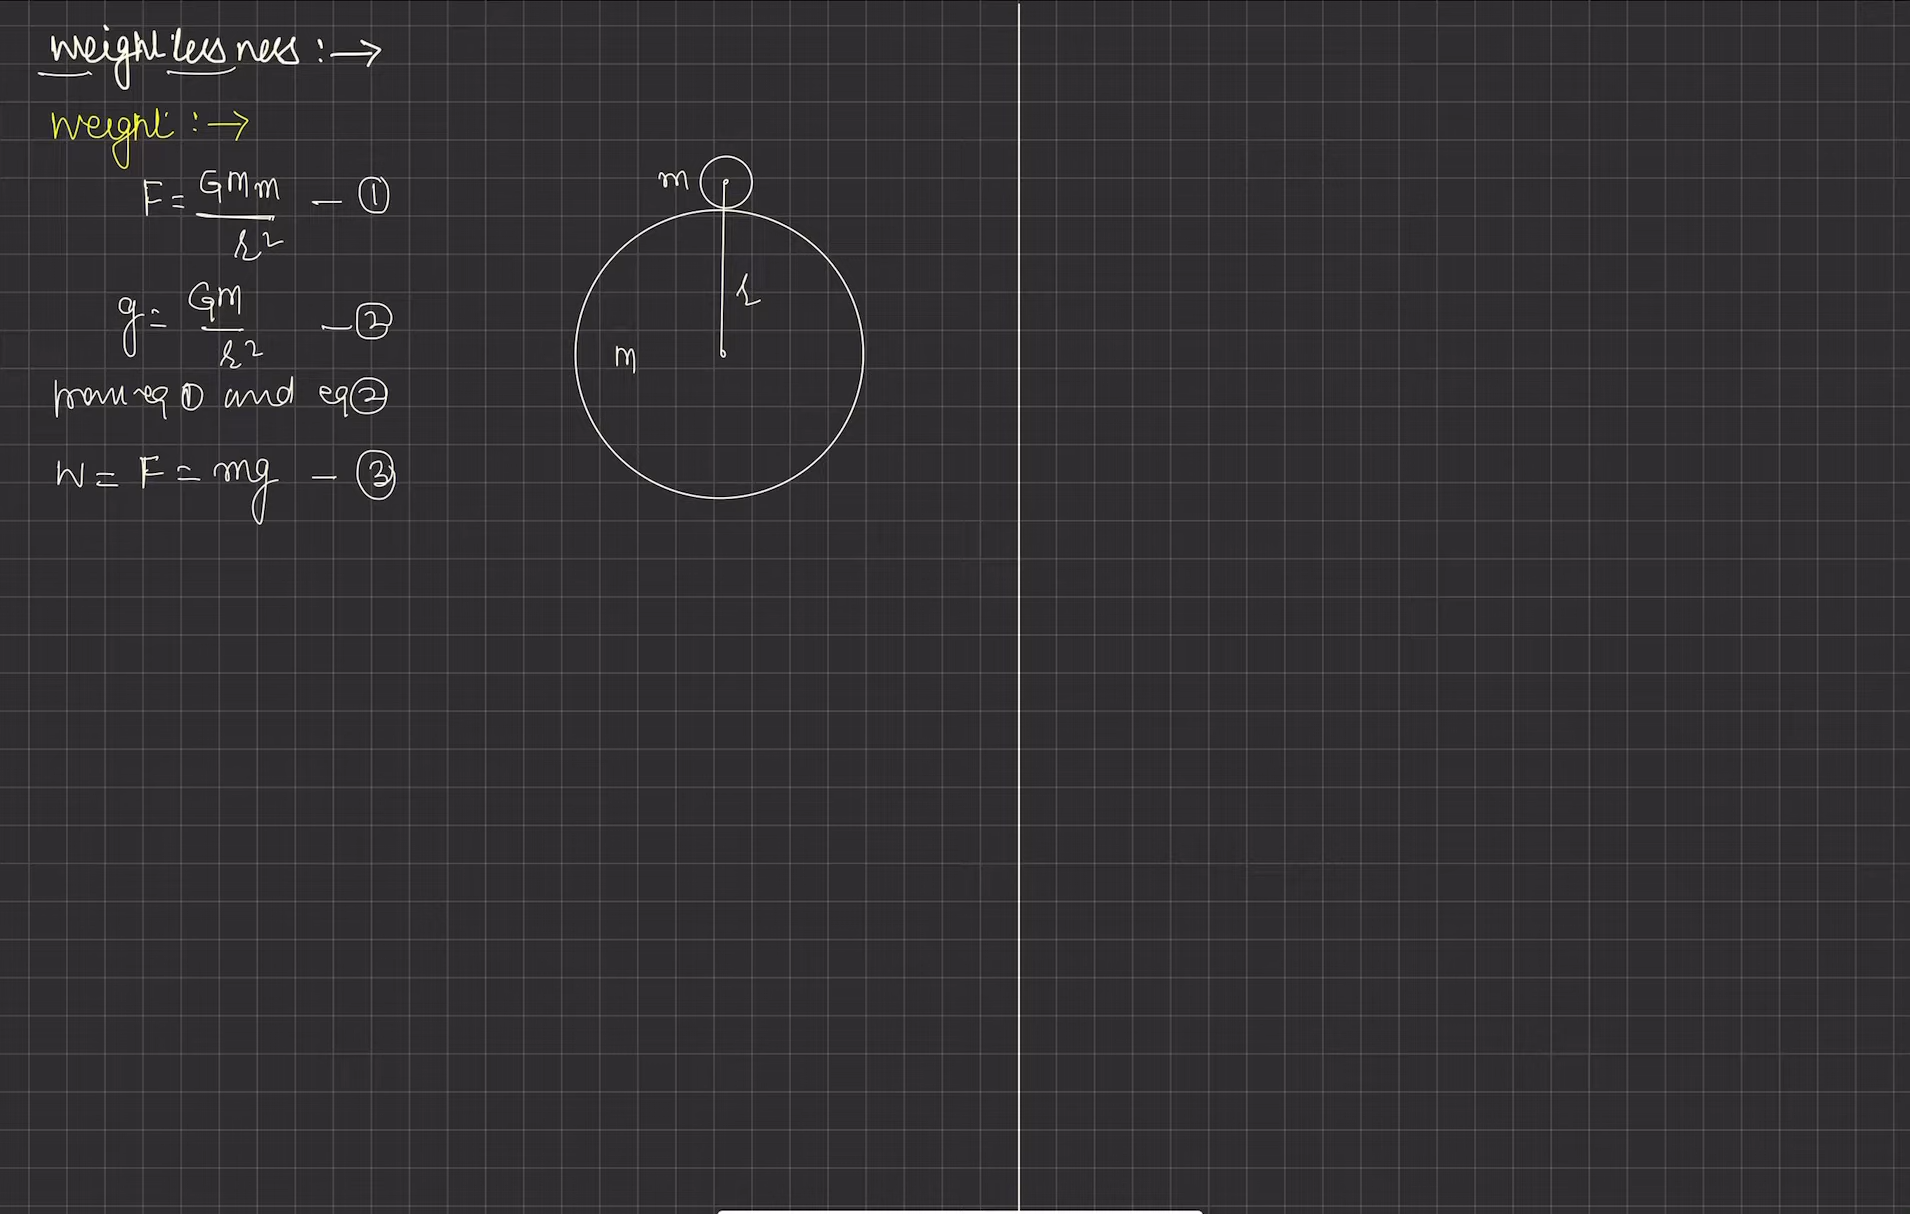 weightlessness :→
weight :→
F = GMm / r² — ①
g = GM / r² — ②
from eq ① and eq ②
W = F = mg — ③
m
r
m